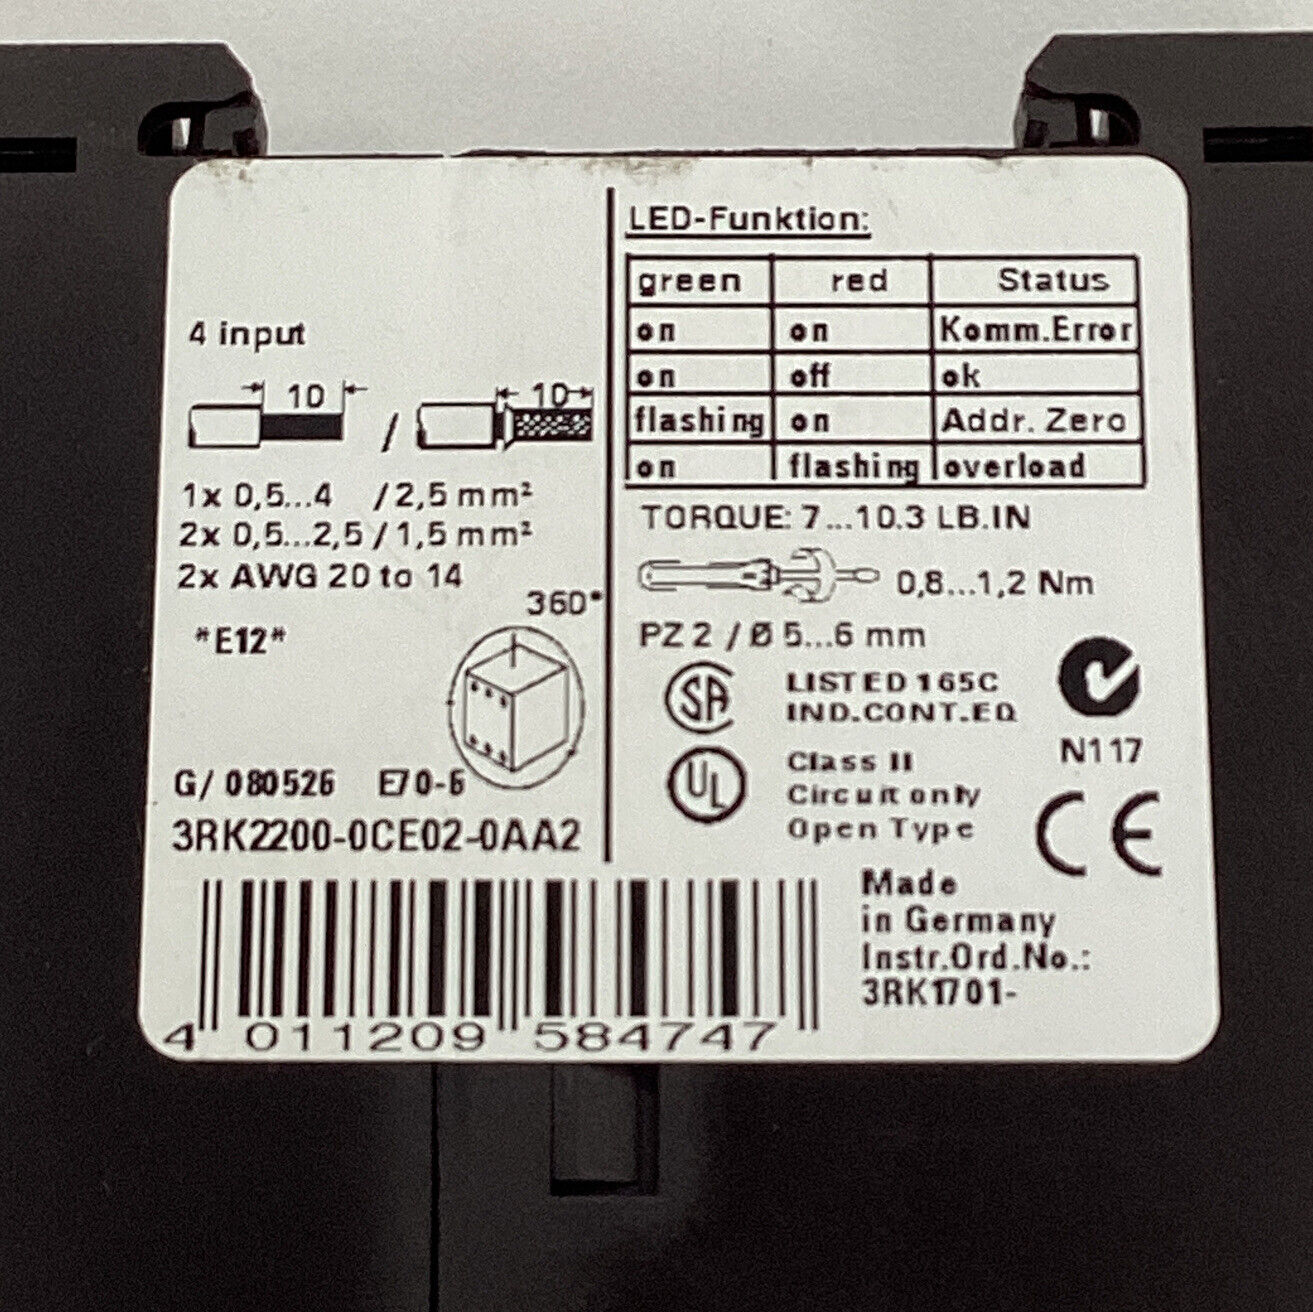 4 input
10 / 10
1x 0,5...4 /2,5 mm²
2x 0,5...2,5 / 1,5 mm²
2x AWG 20 to 14
360°
*E12*
G/ 080526 E70-6
3RK2200-0CE02-0AA2
LED-Funktion:
green red Status
on on Komm.Error
on off ok
flashing on Addr. Zero
on flashing overload
TORQUE: 7...10.3 LB.IN
0,8...1,2 Nm
PZ 2 / Ø 5...6 mm
SA LISTED 165C
IND.CONT.EQ
N117
UL Class II
Circuit only
Open Type
CE
Made
in Germany
Instr.Ord.No.:
3RK1701-
4 011209 584747